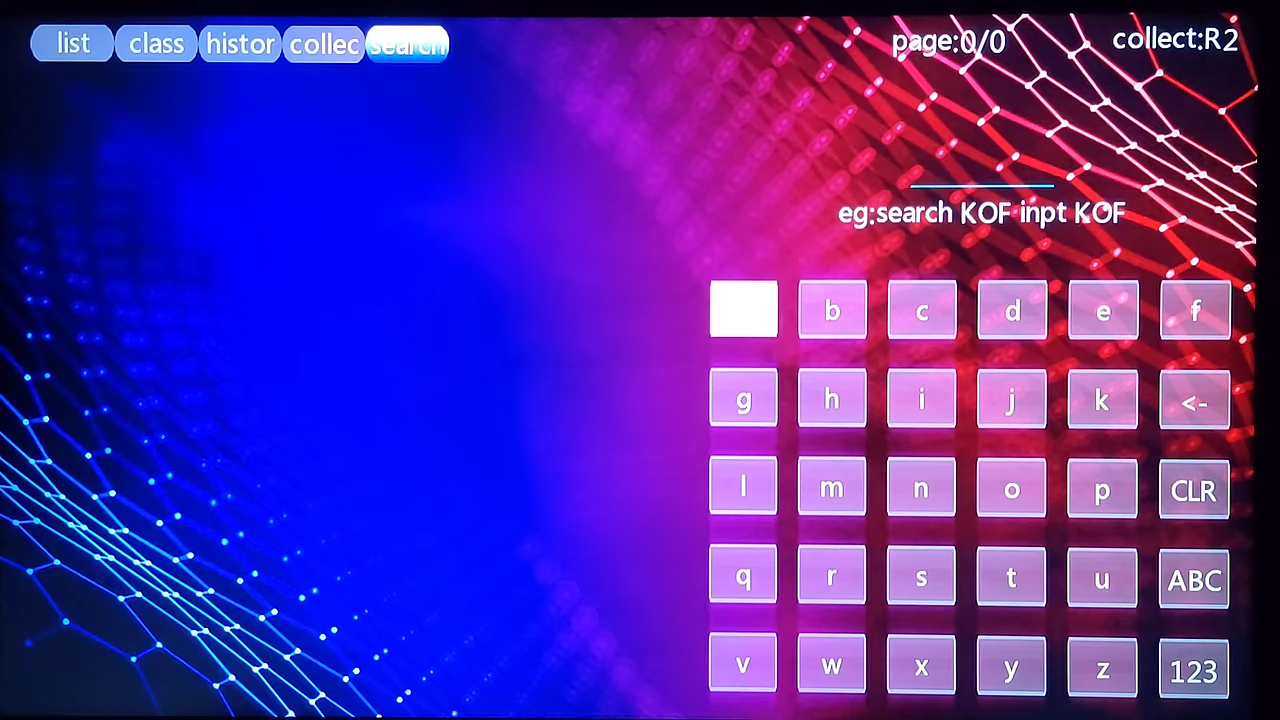 list class histor collec search page:0/0 collect:R2
eg:search KOF inpt KOF
b c d e f
g h i j k <-
l m n o p CLR
q r s t u ABC
v w x y z 123